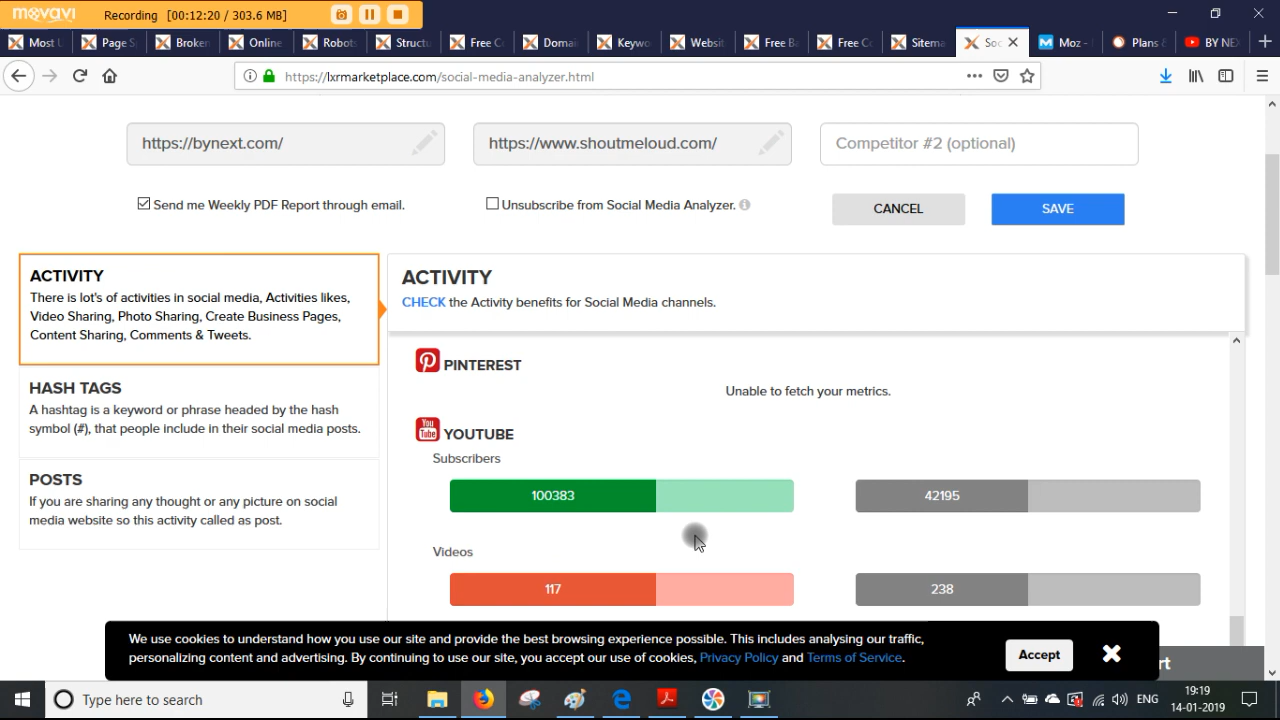 movavi Recording [00:12:20 / 303.6 MB]
Most Page S Broken Online Robots Structu Free C Domai Keywo Websit Free Ba Free Co Sitema Soc Moz - Plans & BY NEX
https://lxrmarketplace.com/social-media-analyzer.html
https://bynext.com/ https://www.shoutmeloud.com/ Competitor #2 (optional)
Send me Weekly PDF Report through email. Unsubscribe from Social Media Analyzer. CANCEL SAVE
ACTIVITY
There is lot's of activities in social media, Activities likes,
Video Sharing, Photo Sharing, Create Business Pages,
Content Sharing, Comments & Tweets.
HASH TAGS
A hashtag is a keyword or phrase headed by the hash
symbol (#), that people include in their social media posts.
POSTS
If you are sharing any thought or any picture on social
media website so this activity called as post.
ACTIVITY
CHECK the Activity benefits for Social Media channels.
PINTEREST
Unable to fetch your metrics.
You Tube YOUTUBE
Subscribers
100383 42195
Videos
117 238
We use cookies to understand how you use our site and provide the best browsing experience possible. This includes analysing our traffic,
personalizing content and advertising. By continuing to use our site, you accept our use of cookies, Privacy Policy and Terms of Service.
Accept
rt
Type here to search
ENG
19:19
14-01-2019